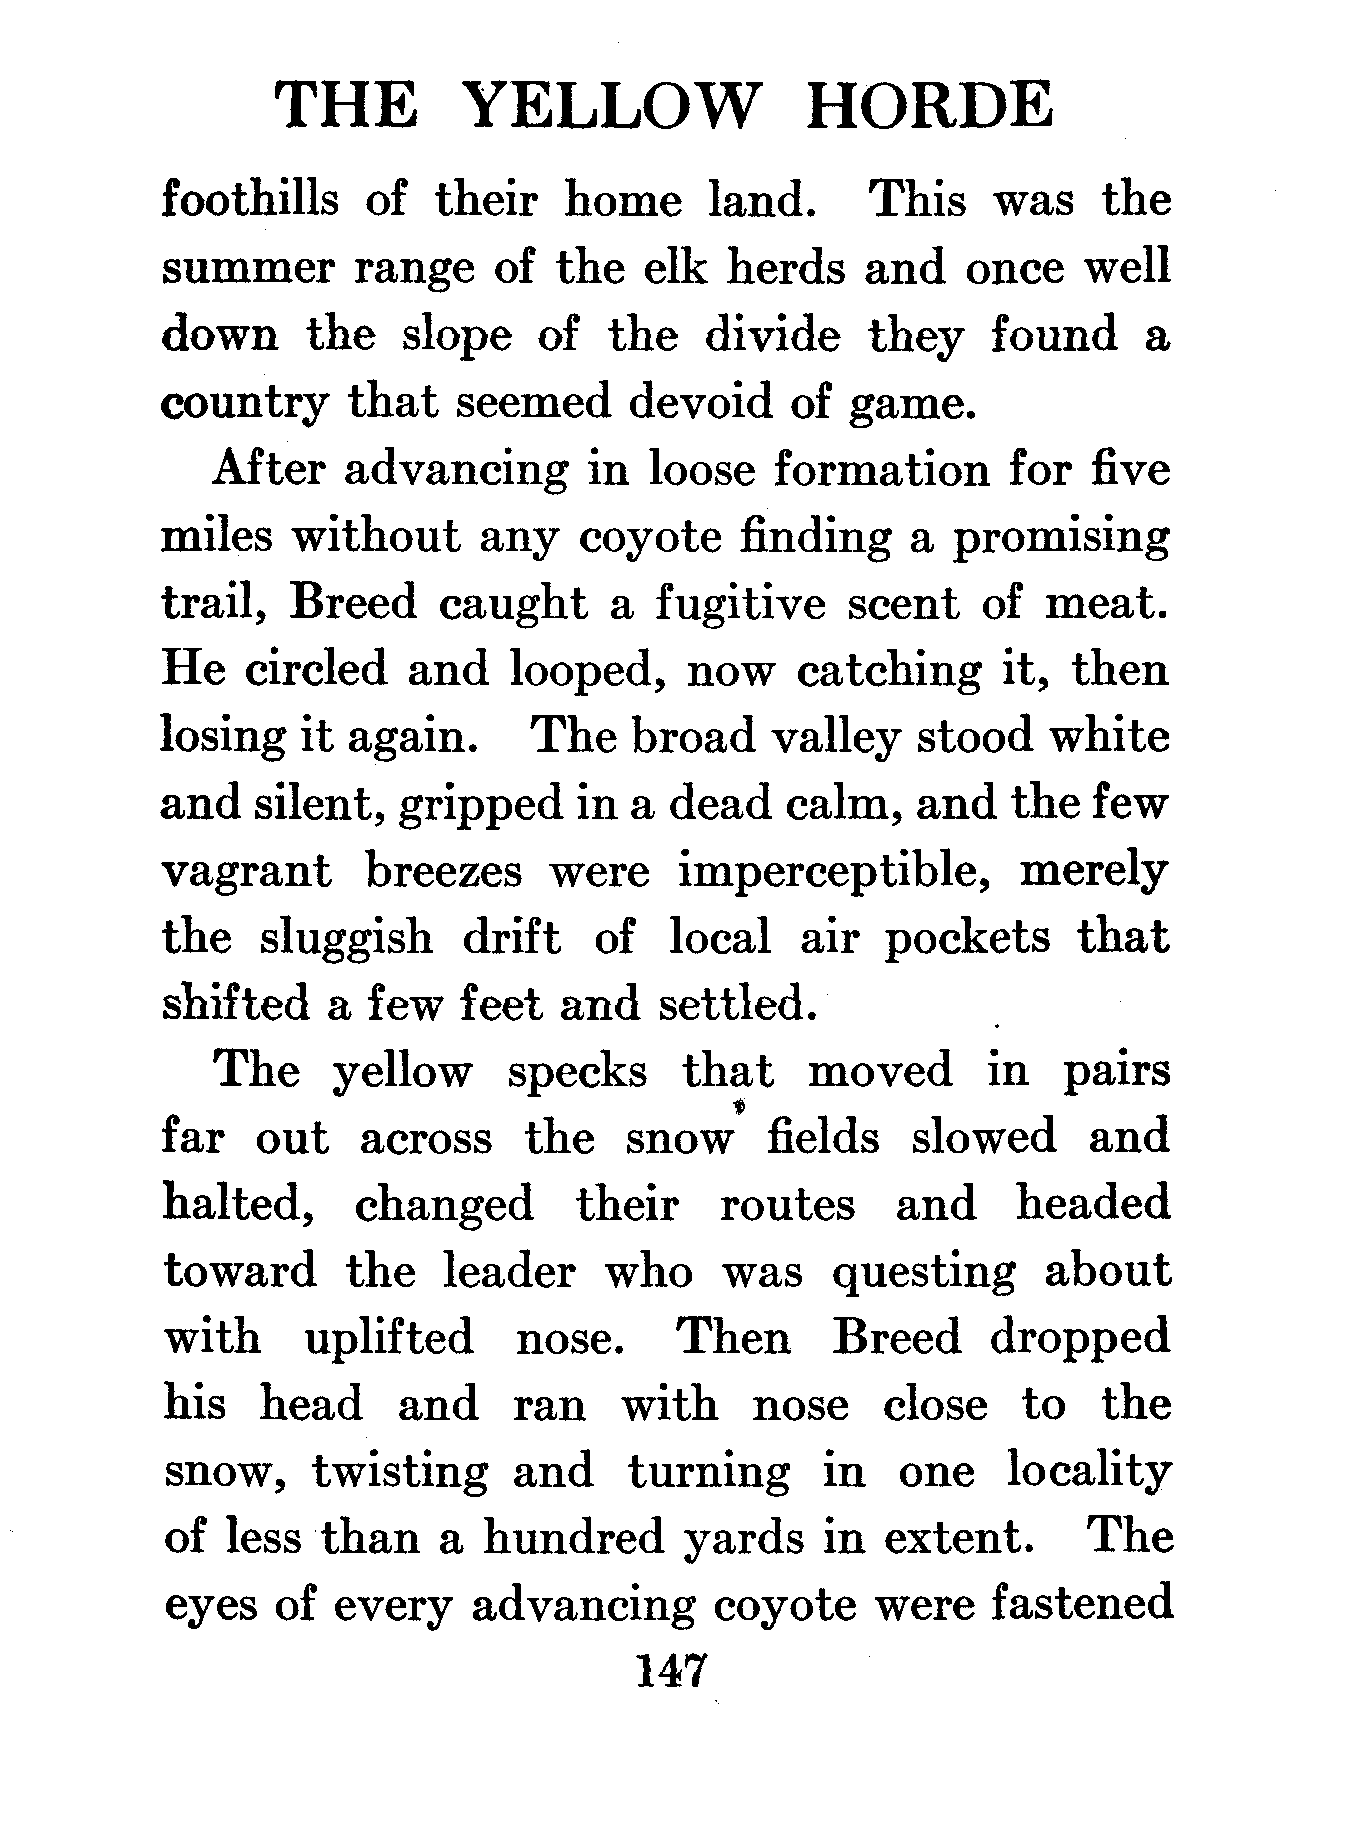 THE YELLOW HORDE
foothills of their home land. This was the
summer range of the elk herds and once well
down the slope of the divide they found a
country that seemed devoid of game.
After advancing in loose formation for five
miles without any coyote finding a promising
trail, Breed caught a fugitive scent of meat.
He circled and looped, now catching it, then
losing it again. The broad valley stood white
and silent, gripped in a dead calm, and the few
vagrant breezes were imperceptible, merely
the sluggish drift of local air pockets that
shifted a few feet and settled.
The yellow specks that moved in pairs
far out across the snow fields slowed and
halted, changed their routes and headed
toward the leader who was questing about
with uplifted nose. Then Breed dropped
his head and ran with nose close to the
snow, twisting and turning in one locality
of less than a hundred yards in extent. The
eyes of every advancing coyote were fastened
147